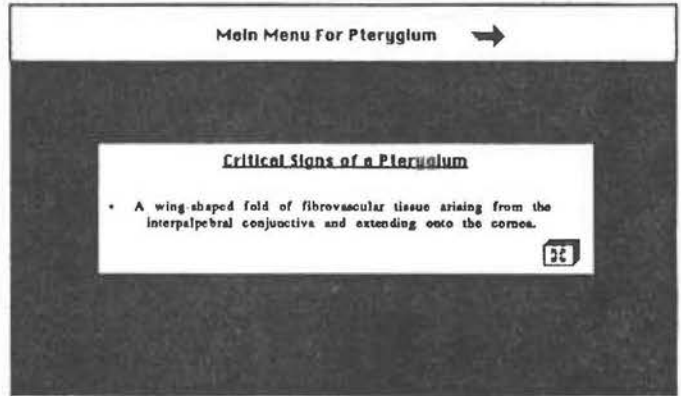 Main Menu For Pterygium
Critical Signs of a Pterygium
• A wing-shaped fold of fibrovascular tissue arising from the
interpalpebral conjunctiva and extending onto the cornea.